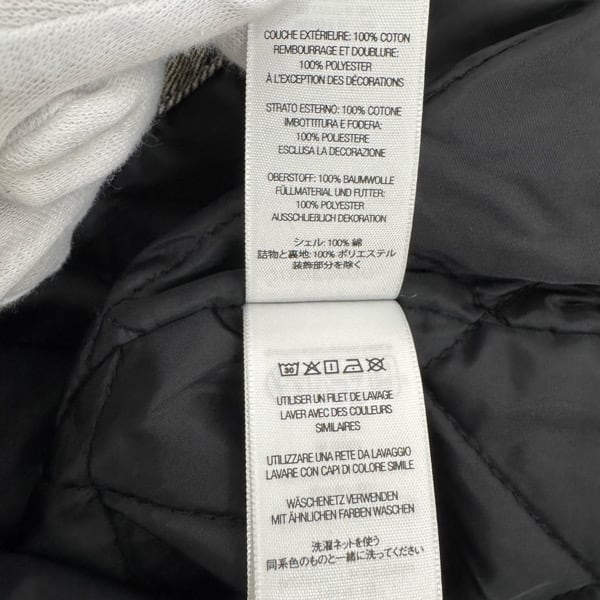 COUCHE EXTÉRIEURE: 100% COTON
REMBOURRAGE ET DOUBLURE:
100% POLYESTER
À L'EXCEPTION DES DÉCORATIONS
STRATO ESTERNO: 100% COTONE
IMBOTTITURA E FODERA:
100% POLIESTERE
ESCLUSA LA DECORAZIONE
OBERSTOFF: 100% BAUMWOLLE
FÜLLMATERIAL UND FUTTER:
100% POLYESTER
AUSSCHLIEBLICH DEKORATION
シェル: 100% 綿
詰物と裏地: 100% ポリエステル
装飾部分を除く
30
UTILISER UN FILET DE LAVAGE
LAVER AVEC DES COULEURS
SIMILAIRES
UTILIZZARE UNA RETE DA LAVAGGIO
LAVARE CON CAPI DI COLORE SIMILE
WÄSCHENETZ VERWENDEN
MIT ÄHNLICHEN FARBEN WASCHEN
洗濯ネットを使う
同系色のものと一緒に洗ってください